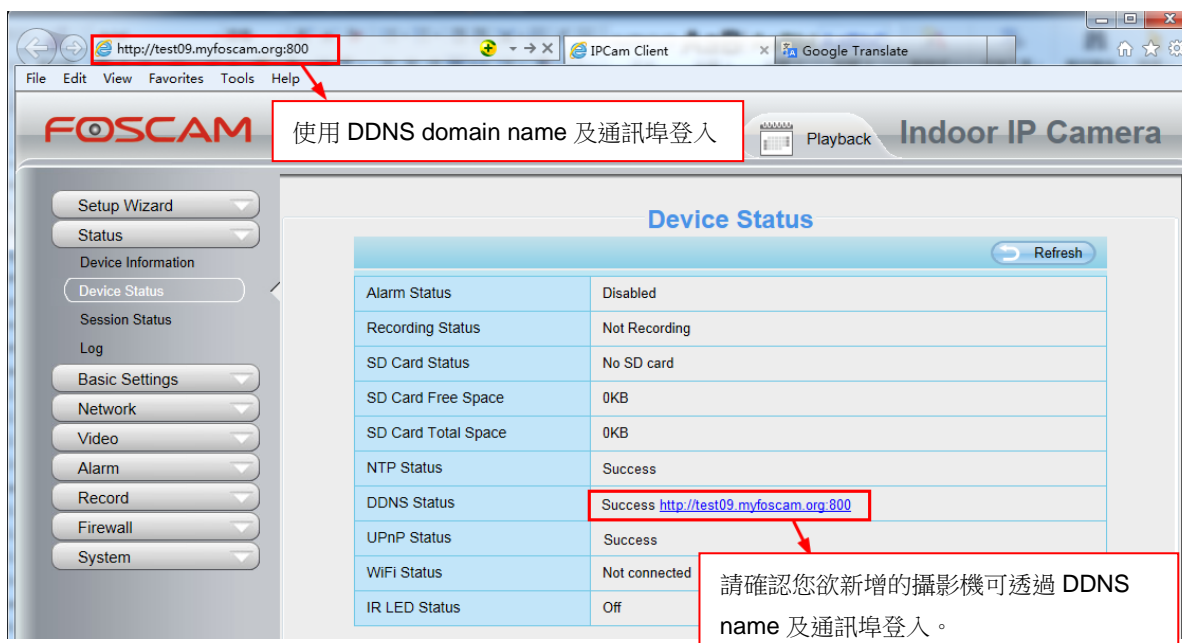 http://test09.myfoscam.org:800
IPCam Client
Google Translate
File Edit View Favorites Tools Help
FOSCAM
使用 DDNS domain name 及通訊埠登入
Playback
Indoor IP Camera
Setup Wizard
Status
Device Information
Device Status
Session Status
Log
Basic Settings
Network
Video
Alarm
Record
Firewall
System
Device Status
Refresh
Alarm Status Disabled
Recording Status Not Recording
SD Card Status No SD card
SD Card Free Space 0KB
SD Card Total Space 0KB
NTP Status Success
DDNS Status Success http://test09.myfoscam.org:800
UPnP Status Success
WiFi Status Not connected
IR LED Status Off
請確認您欲新增的攝影機可透過 DDNS
name 及通訊埠登入。